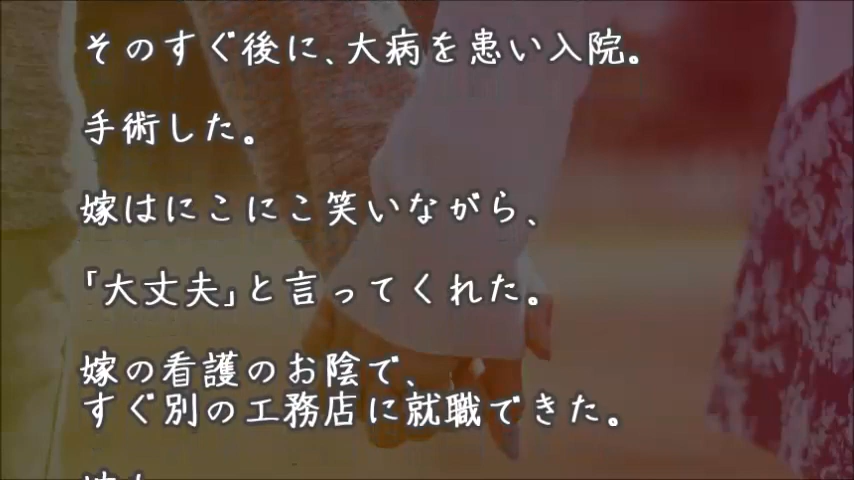 そのすぐ後に、大病を患い入院。
手術した。
嫁はにこにこ笑いながら、
「大丈夫」と言ってくれた。
嫁の看護のお陰で、
すぐ別の工務店に就職できた。